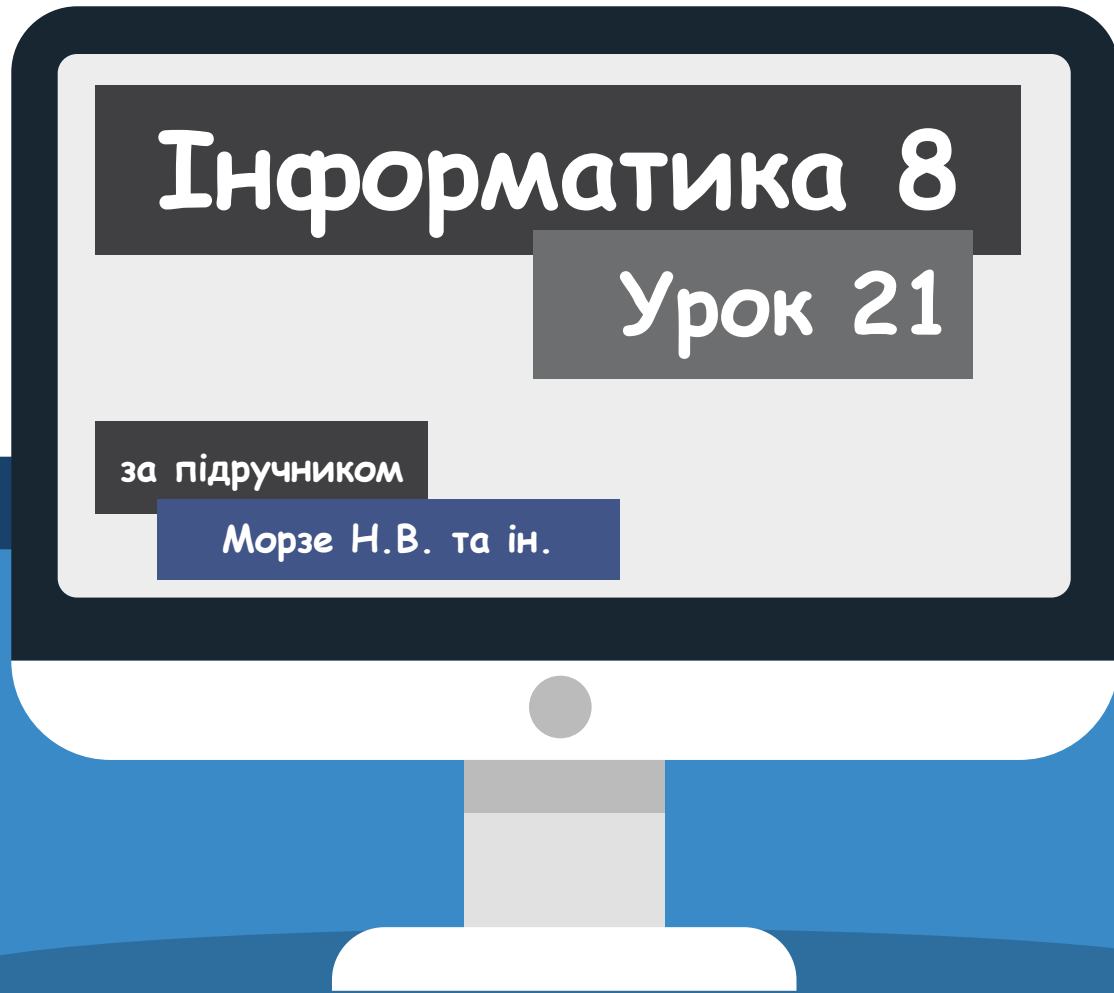 Інформатика 8
Урок 21
за підручником
Морзе Н.В. та ін.